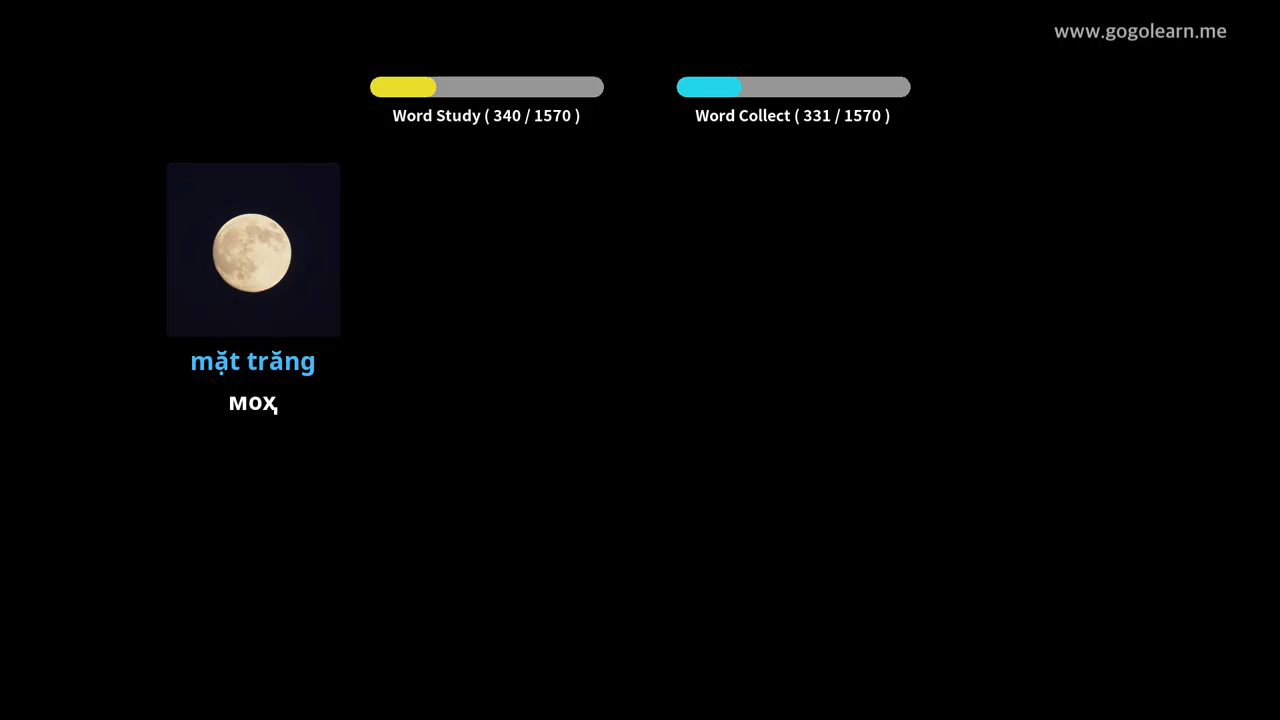 www.gogolearn.me
Word Study ( 340 / 1570 )
Word Collect ( 331 / 1570 )
mặt trăng
моҳ